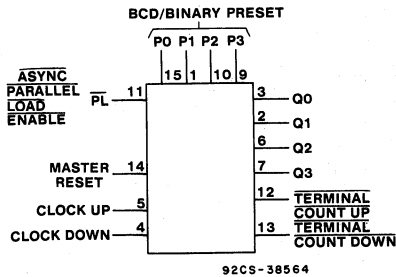 BCD/BINARY PRESET
P0 P1 P2 P3
15 1 10 9
ASYNC
PARALLEL
LOAD
ENABLE
PL 11
3 Q0
2 Q1
6 Q2
7 Q3
MASTER
RESET
14
CLOCK UP 5
CLOCK DOWN 4
12 TERMINAL
COUNT UP
13 TERMINAL
COUNT DOWN
92CS-38564